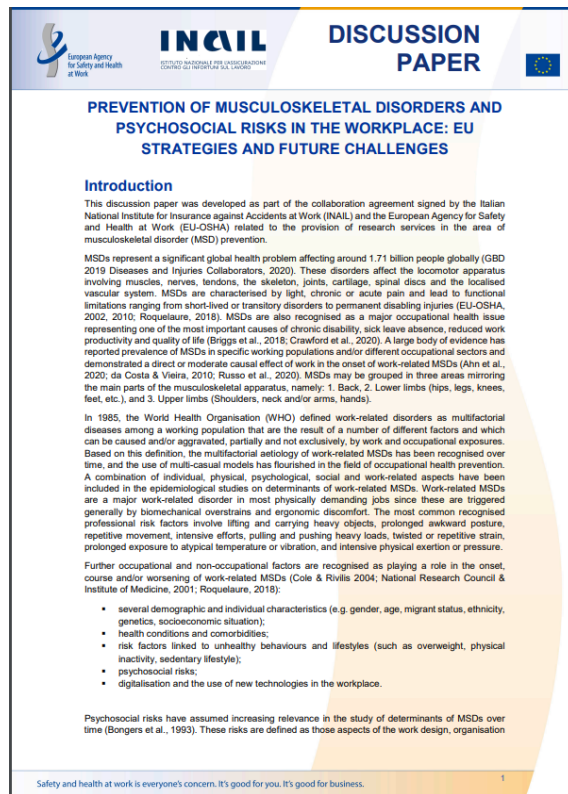 European Agency
for Safety and Health
at Work
INAIL
ISTITUTO NAZIONALE PER L'ASSICURAZIONE
CONTRO GLI INFORTUNI SUL LAVORO
DISCUSSION
PAPER
PREVENTION OF MUSCULOSKELETAL DISORDERS AND
PSYCHOSOCIAL RISKS IN THE WORKPLACE: EU
STRATEGIES AND FUTURE CHALLENGES
Introduction
This discussion paper was developed as part of the collaboration agreement signed by the Italian
National Institute for Insurance against Accidents at Work (INAIL) and the European Agency for Safety
and Health at Work (EU-OSHA) related to the provision of research services in the area of
musculoskeletal disorder (MSD) prevention.
MSDs represent a significant global health problem affecting around 1.71 billion people globally (GBD
2019 Diseases and Injuries Collaborators, 2020). These disorders affect the locomotor apparatus
involving muscles, nerves, tendons, the skeleton, joints, cartilage, spinal discs and the localised
vascular system. MSDs are characterised by light, chronic or acute pain and lead to functional
limitations ranging from short-lived or transitory disorders to permanent disabling injuries (EU-OSHA,
2002, 2010; Roquelaure, 2018). MSDs are also recognised as a major occupational health issue
representing one of the most important causes of chronic disability, sick leave absence, reduced work
productivity and quality of life (Briggs et al., 2018; Crawford et al., 2020). A large body of evidence has
reported prevalence of MSDs in specific working populations and/or different occupational sectors and
demonstrated a direct or moderate causal effect of work in the onset of work-related MSDs (Ahn et al.,
2020; da Costa & Vieira, 2010; Russo et al., 2020). MSDs may be grouped in three areas mirroring
the main parts of the musculoskeletal apparatus, namely: 1. Back, 2. Lower limbs (hips, legs, knees,
feet, etc.), and 3. Upper limbs (Shoulders, neck and/or arms, hands).
In 1985, the World Health Organisation (WHO) defined work-related disorders as multifactorial
diseases among a working population that are the result of a number of different factors and which
can be caused and/or aggravated, partially and not exclusively, by work and occupational exposures.
Based on this definition, the multifactorial aetiology of work-related MSDs has been recognised over
time, and the use of multi-casual models has flourished in the field of occupational health prevention.
A combination of individual, physical, psychological, social and work-related aspects have been
included in the epidemiological studies on determinants of work-related MSDs. Work-related MSDs
are a major work-related disorder in most physically demanding jobs since these are triggered
generally by biomechanical overstrains and ergonomic discomfort. The most common recognised
professional risk factors involve lifting and carrying heavy objects, prolonged awkward posture,
repetitive movement, intensive efforts, pulling and pushing heavy loads, twisted or repetitive strain,
prolonged exposure to atypical temperature or vibration, and intensive physical exertion or pressure.
Further occupational and non-occupational factors are recognised as playing a role in the onset,
course and/or worsening of work-related MSDs (Cole & Rivilis 2004; National Research Council &
Institute of Medicine, 2001; Roquelaure, 2018):
▪ several demographic and individual characteristics (e.g. gender, age, migrant status, ethnicity,
genetics, socioeconomic situation);
▪ health conditions and comorbidities;
▪ risk factors linked to unhealthy behaviours and lifestyles (such as overweight, physical
inactivity, sedentary lifestyle);
▪ psychosocial risks;
▪ digitalisation and the use of new technologies in the workplace.
Psychosocial risks have assumed increasing relevance in the study of determinants of MSDs over
time (Bongers et al., 1993). These risks are defined as those aspects of the work design, organisation
Safety and health at work is everyone's concern. It's good for you. It's good for business.
1